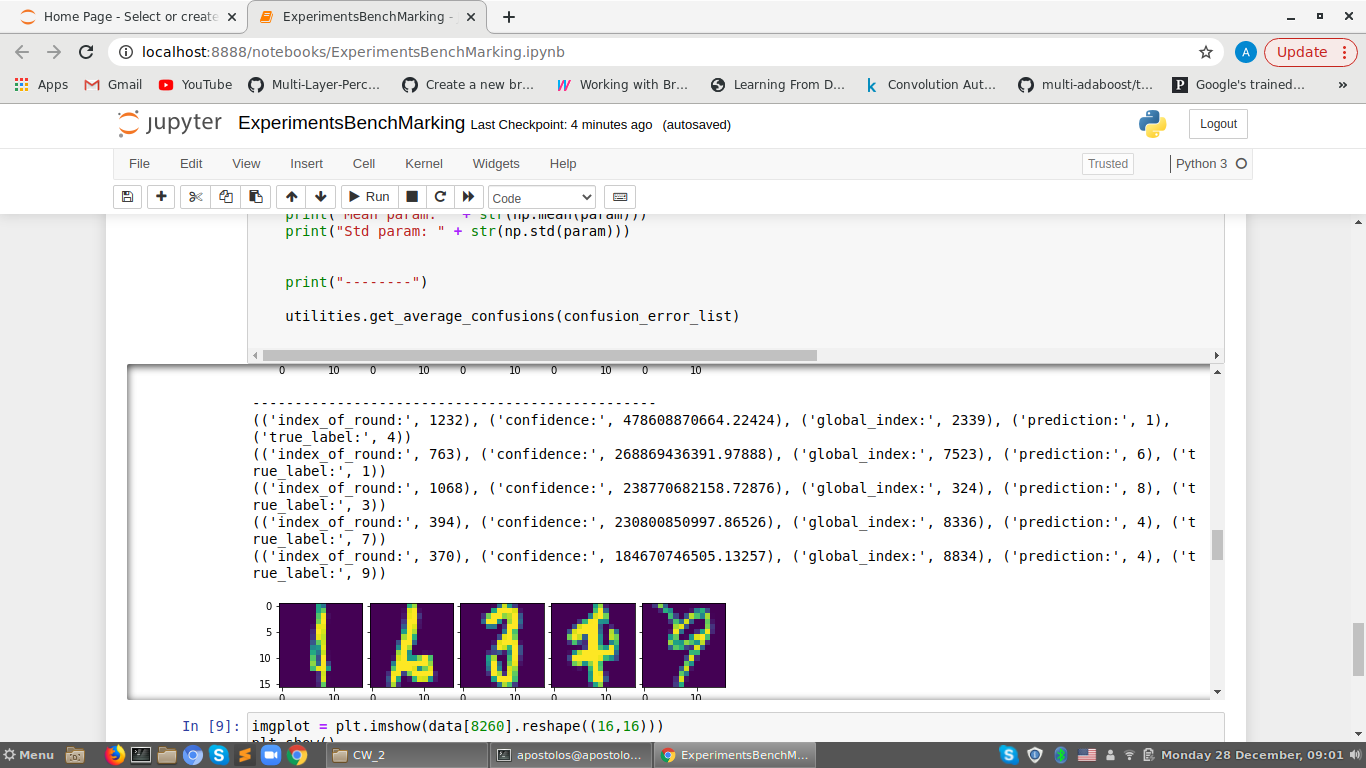 Home Page - Select or create
ExperimentsBenchMarking -
localhost:8888/notebooks/ExperimentsBenchMarking.ipynb
A
Update
Apps
Gmail
YouTube
Multi-Layer-Perc...
Create a new br...
Working with Br...
Learning From D...
Convolution Aut...
multi-adaboost/t...
Google's trained...
jupyter
ExperimentsBenchMarking Last Checkpoint: 4 minutes ago (autosaved)
Logout
File Edit View Insert Cell Kernel Widgets Help
Trusted
Python 3
Run
Code
print("Mean param: " + str(np.mean(param)))
print("Std param: " + str(np.std(param)))
print("--------")
utilities.get_average_confusions(confusion_error_list)
0 10 0 10 0 10 0 10 0 10
------------------------------------------------
(('index_of_round:', 1232), ('confidence:', 478608870664.22424), ('global_index:', 2339), ('prediction:', 1),
('true_label:', 4))
(('index_of_round:', 763), ('confidence:', 268869436391.97888), ('global_index:', 7523), ('prediction:', 6), ('t
rue_label:', 1))
(('index_of_round:', 1068), ('confidence:', 238770682158.72876), ('global_index:', 324), ('prediction:', 8), ('t
rue_label:', 3))
(('index_of_round:', 394), ('confidence:', 230800850997.86526), ('global_index:', 8336), ('prediction:', 4), ('t
rue_label:', 7))
(('index_of_round:', 370), ('confidence:', 184670746505.13257), ('global_index:', 8834), ('prediction:', 4), ('t
rue_label:', 9))
0
5
10
15
0 10 0 10 0 10 0 10 0 10
In [9]:
imgplot = plt.imshow(data[8260].reshape((16,16)))
plt.show()
Menu
CW_2
apostolos@apostolo...
ExperimentsBenchM...
Monday 28 December, 09:01